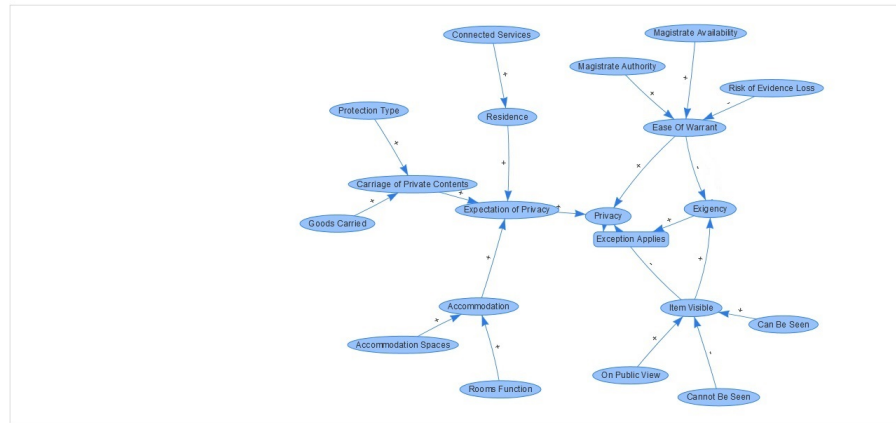 Connected Services
Magistrate Availability
Magistrate Authority
Risk of Evidence Loss
Protection Type
Residence
Ease Of Warrant
Carriage of Private Contents
Goods Carried
Expectation of Privacy
Privacy
Exigency
Exception Applies
Accommodation
Item Visible
Can Be Seen
Accommodation Spaces
On Public View
Rooms Function
Cannot Be Seen